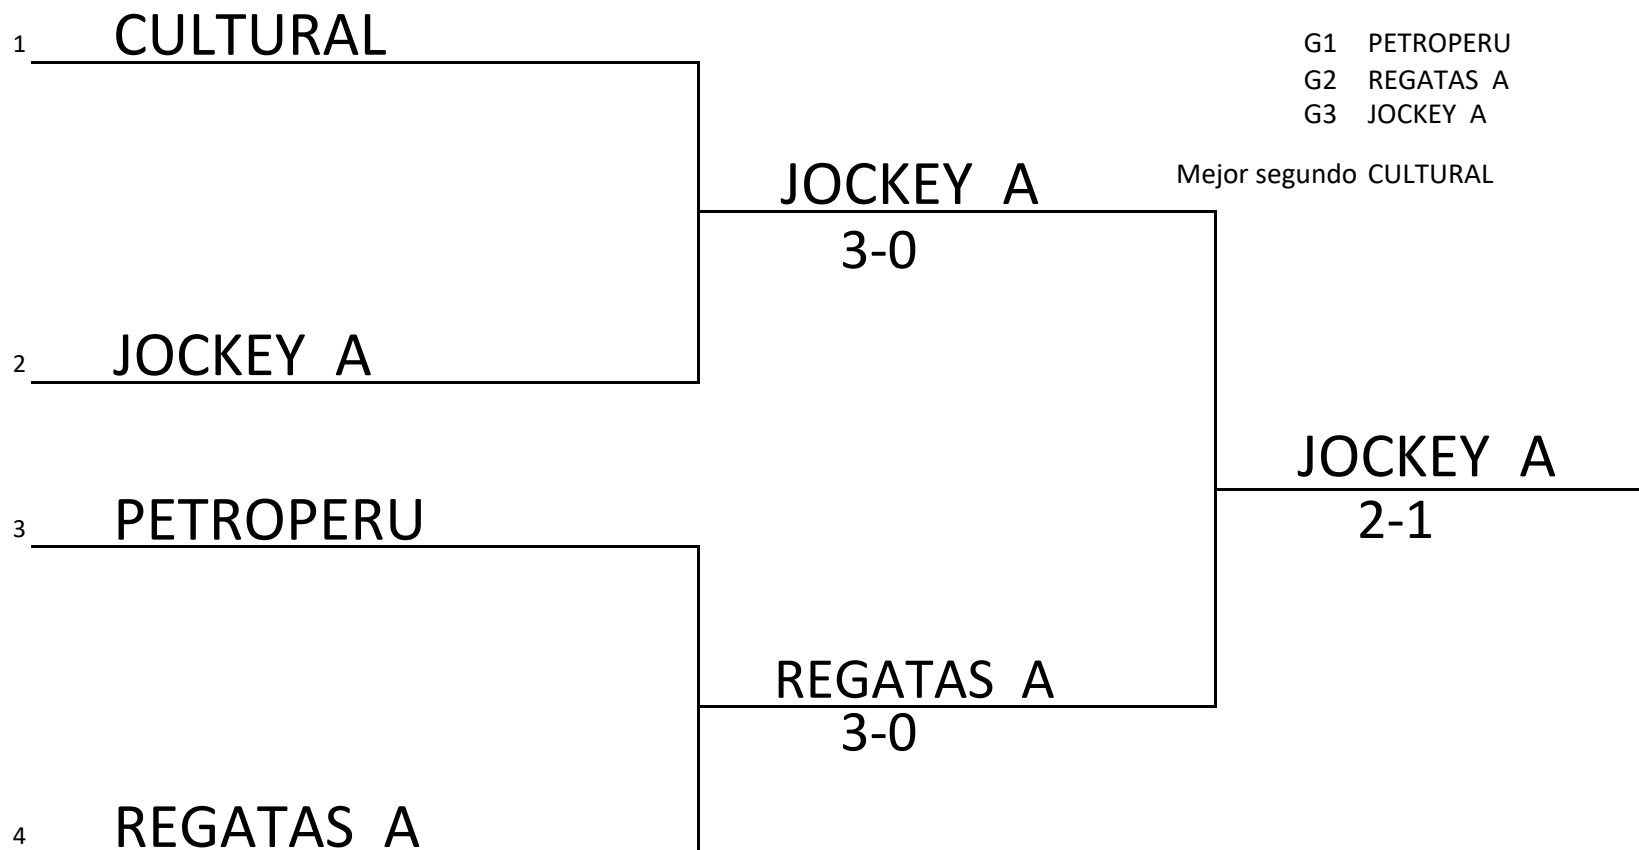 1 CULTURAL
G1 PETROPERU
G2 REGATAS A
G3 JOCKEY A
Mejor segundo CULTURAL
JOCKEY A
3-0
2 JOCKEY A
JOCKEY A
2-1
3 PETROPERU
REGATAS A
3-0
4 REGATAS A